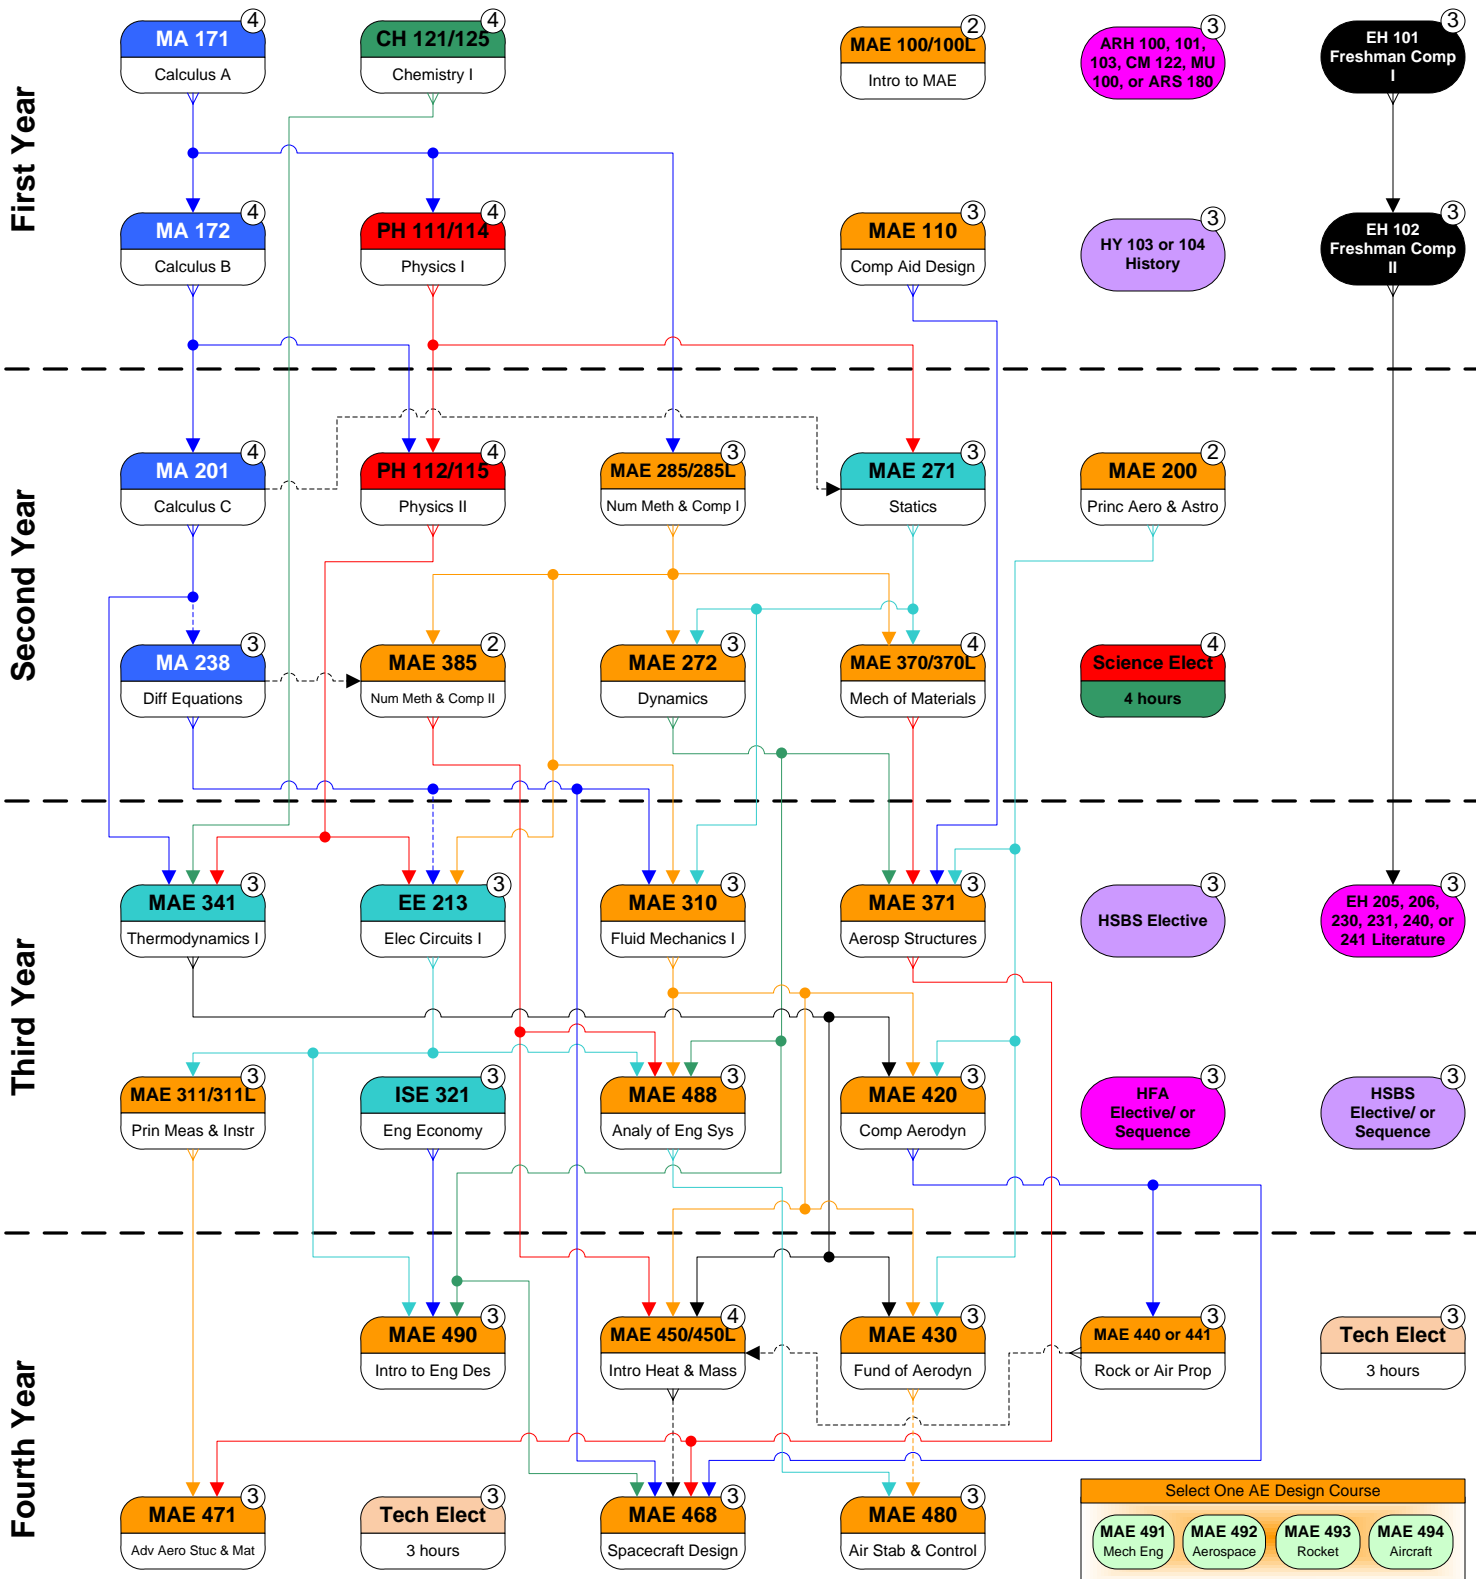 First Year
4
MA 171
Calculus A
4
CH 121/125
Chemistry I
2
MAE 100/100L
Intro to MAE
3
ARH 100, 101,
103, CM 122, MU
100, or ARS 180
3
EH 101
Freshman Comp
I
4
MA 172
Calculus B
4
PH 111/114
Physics I
3
MAE 110
Comp Aid Design
3
HY 103 or 104
History
3
EH 102
Freshman Comp
II
Second Year
4
MA 201
Calculus C
4
PH 112/115
Physics II
3
MAE 285/285L
Num Meth & Comp I
3
MAE 271
Statics
2
MAE 200
Princ Aero & Astro
3
MA 238
Diff Equations
2
MAE 385
Num Meth & Comp II
3
MAE 272
Dynamics
4
MAE 370/370L
Mech of Materials
4
Science Elect
4 hours
Third Year
3
MAE 341
Thermodynamics I
3
EE 213
Elec Circuits I
3
MAE 310
Fluid Mechanics I
3
MAE 371
Aerosp Structures
3
HSBS Elective
3
EH 205, 206,
230, 231, 240, or
241 Literature
3
MAE 311/311L
Prin Meas & Instr
3
ISE 321
Eng Economy
3
MAE 488
Analy of Eng Sys
3
MAE 420
Comp Aerodyn
3
HFA
Elective/ or
Sequence
3
HSBS
Elective/ or
Sequence
Fourth Year
3
MAE 490
Intro to Eng Des
4
MAE 450/450L
Intro Heat & Mass
3
MAE 430
Fund of Aerodyn
3
MAE 440 or 441
Rock or Air Prop
3
Tech Elect
3 hours
3
MAE 471
Adv Aero Stuc & Mat
3
Tech Elect
3 hours
3
MAE 468
Spacecraft Design
3
MAE 480
Air Stab & Control
Select One AE Design Course
MAE 491
Mech Eng
MAE 492
Aerospace
MAE 493
Rocket
MAE 494
Aircraft